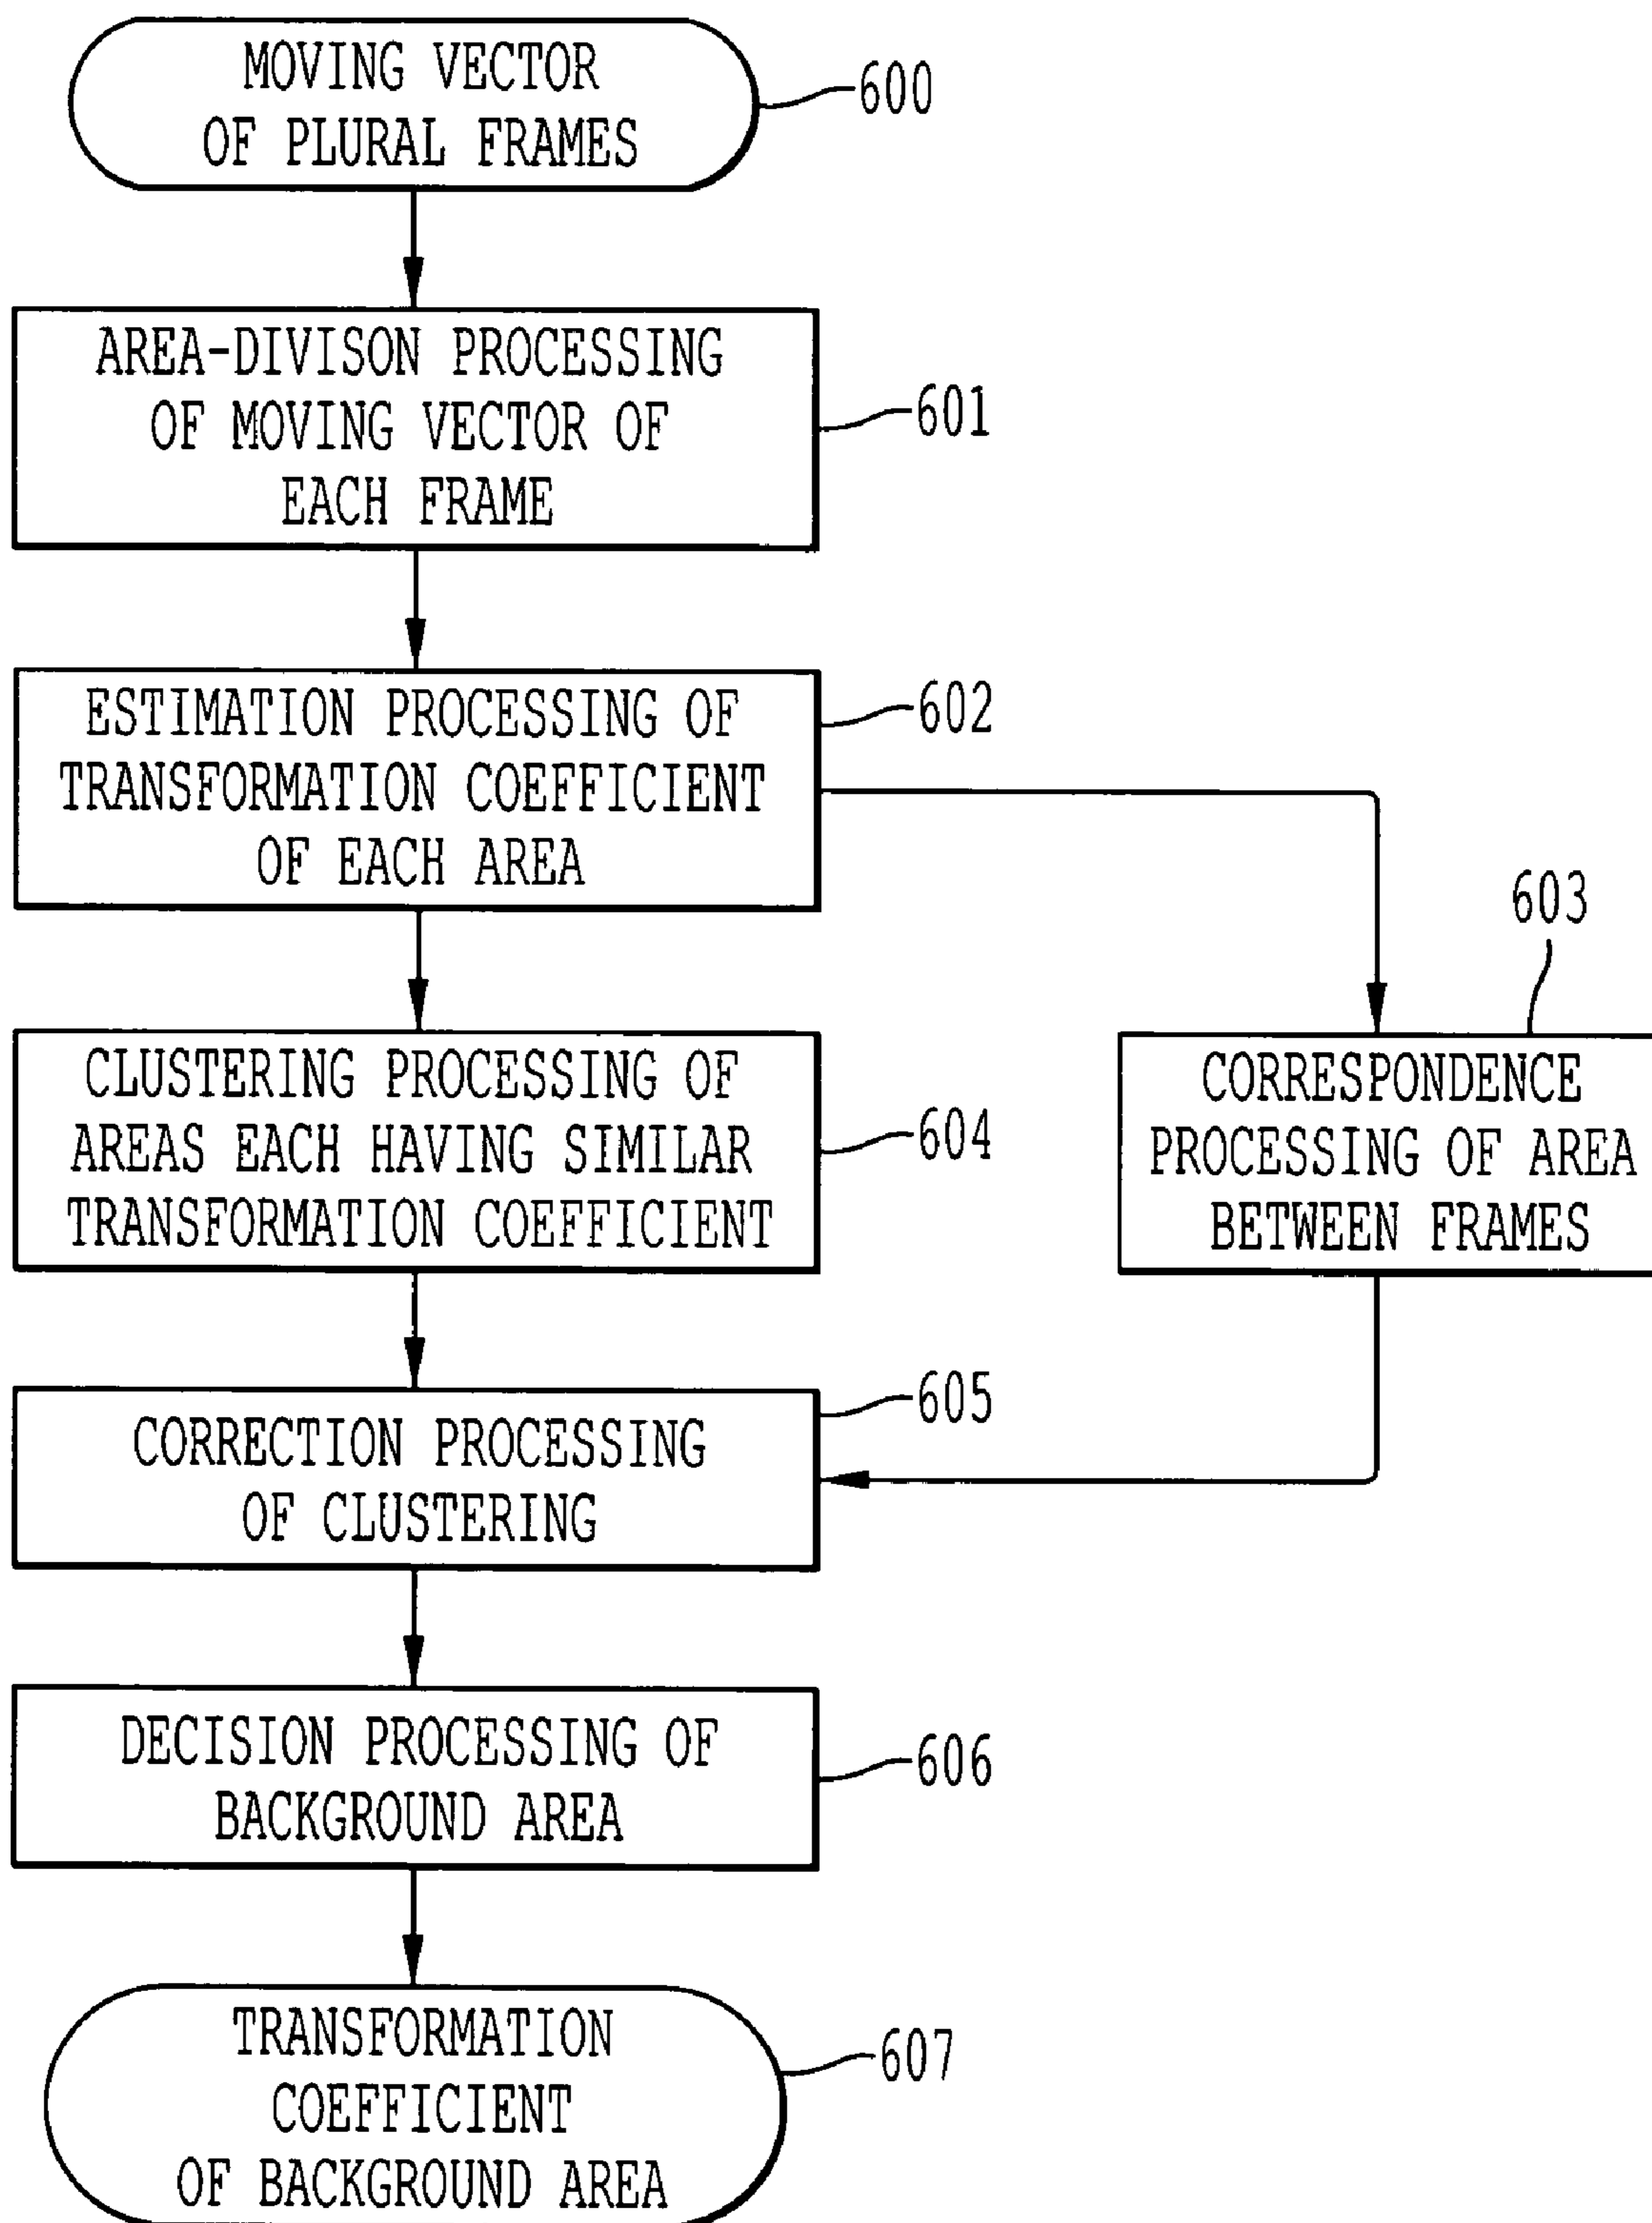 MOVING VECTOR
OF PLURAL FRAMES
600
AREA-DIVISON PROCESSING
OF MOVING VECTOR OF
EACH FRAME
601
ESTIMATION PROCESSING OF
TRANSFORMATION COEFFICIENT
OF EACH AREA
602
603
CORRESPONDENCE
PROCESSING OF AREA
BETWEEN FRAMES
CLUSTERING PROCESSING OF
AREAS EACH HAVING SIMILAR
TRANSFORMATION COEFFICIENT
604
CORRECTION PROCESSING
OF CLUSTERING
605
DECISION PROCESSING OF
BACKGROUND AREA
606
TRANSFORMATION
COEFFICIENT
OF BACKGROUND AREA
607